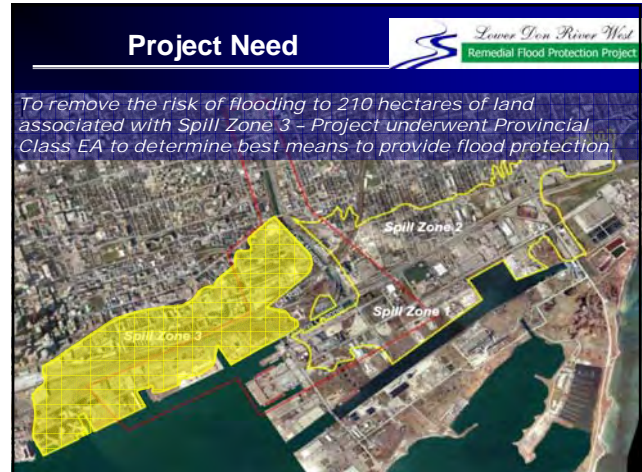 Project Need
Lower Don River West
Remedial Flood Protection Project
To remove the risk of flooding to 210 hectares of land
associated with Spill Zone 3 – Project underwent Provincial
Class EA to determine best means to provide flood protection.
Spill Zone 2
Spill Zone 1
Spill Zone 3